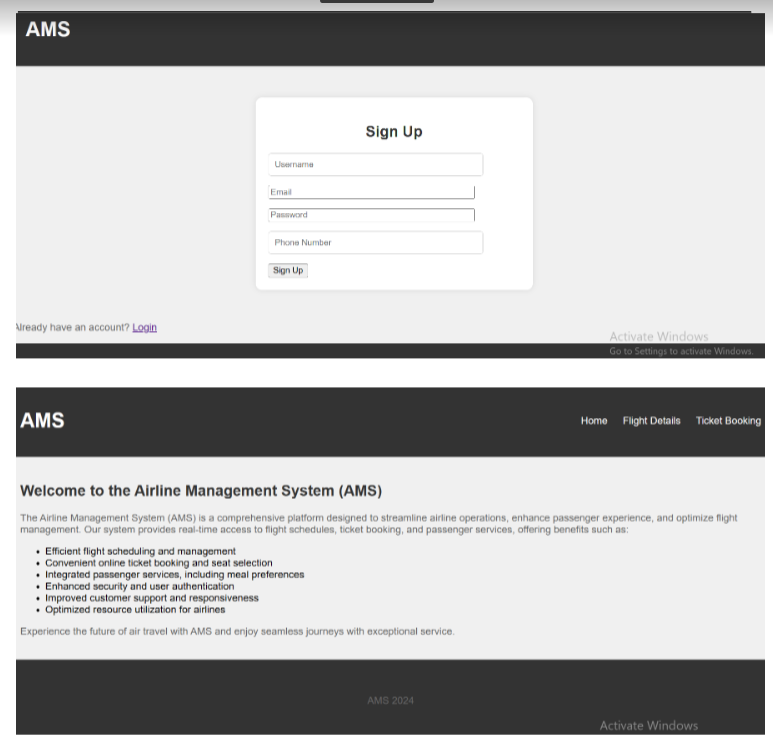 AMS
Sign Up
Username
Email
Password
Phone Number
Sign Up
Already have an account? Login
Activate Windows
Go to Settings to activate Windows.
AMS
Home Flight Details Ticket Booking
Welcome to the Airline Management System (AMS)
The Airline Management System (AMS) is a comprehensive platform designed to streamline airline operations, enhance passenger experience, and optimize flight
management. Our system provides real-time access to flight schedules, ticket booking, and passenger services, offering benefits such as:
• Efficient flight scheduling and management
• Convenient online ticket booking and seat selection
• Integrated passenger services, including meal preferences
• Enhanced security and user authentication
• Improved customer support and responsiveness
• Optimized resource utilization for airlines
Experience the future of air travel with AMS and enjoy seamless journeys with exceptional service.
AMS 2024
Activate Windows